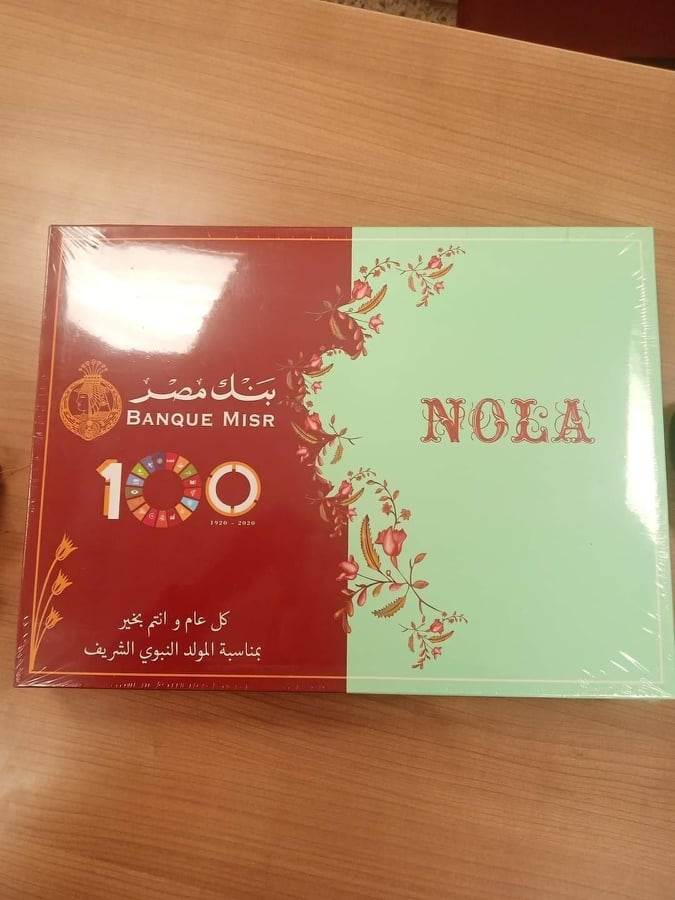 بنك مصر
BANQUE MISR
100
1920 - 2020
كل عام و انتم بخير
بمناسبة المولد النبوي الشريف
NOLA